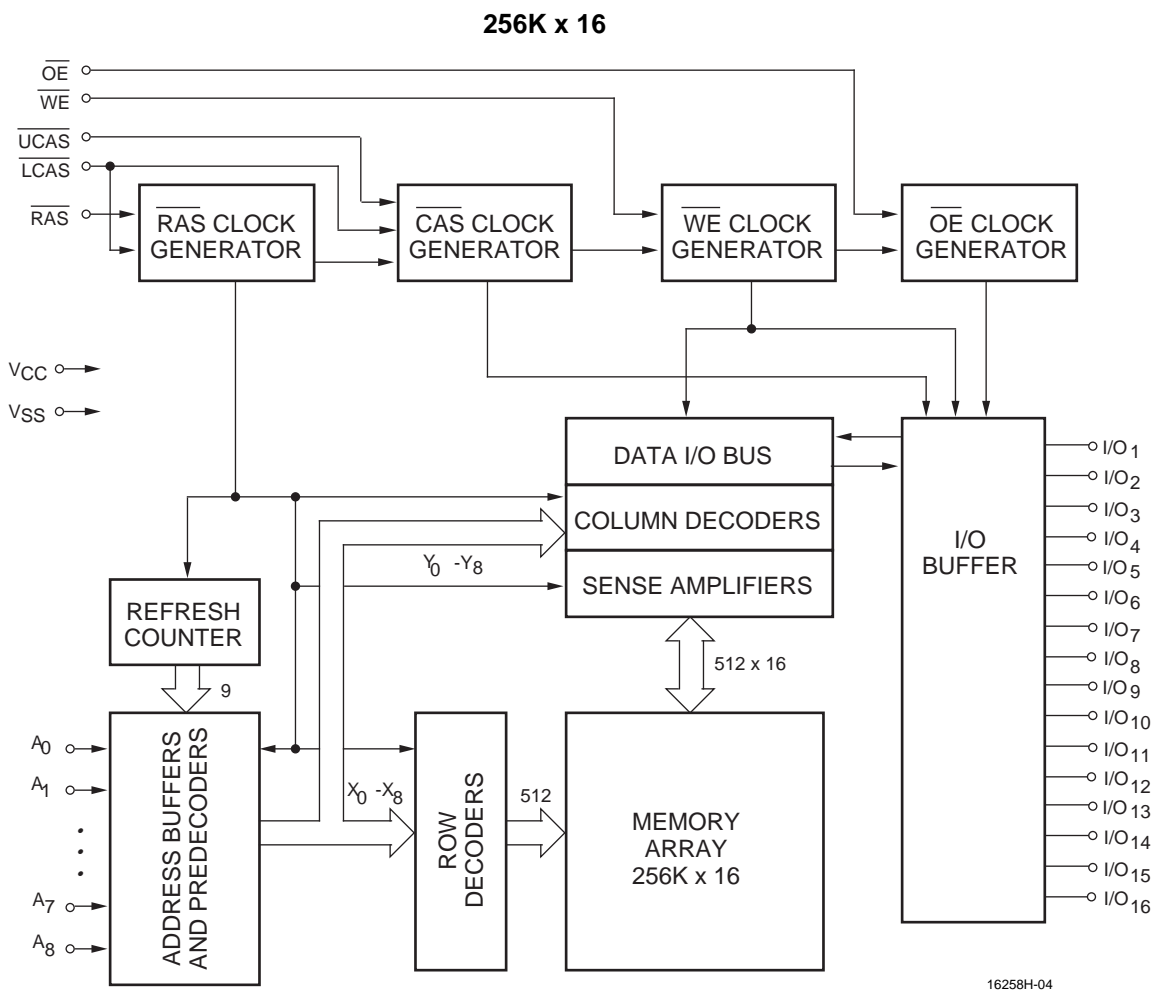 256K x 16
OE
WE
UCAS
LCAS
RAS
RAS CLOCK
GENERATOR
CAS CLOCK
GENERATOR
WE CLOCK
GENERATOR
OE CLOCK
GENERATOR
VCC
VSS
DATA I/O BUS
COLUMN DECODERS
SENSE AMPLIFIERS
Y0 -Y8
REFRESH
COUNTER
9
512 x 16
I/O
BUFFER
I/O1
I/O2
I/O3
I/O4
I/O5
I/O6
I/O7
I/O8
I/O9
I/O10
I/O11
I/O12
I/O13
I/O14
I/O15
I/O16
A0
A1
A7
A8
ADDRESS BUFFERS
AND PREDECODERS
X0 -X8
ROW
DECODERS
512
MEMORY
ARRAY
256K x 16
16258H-04